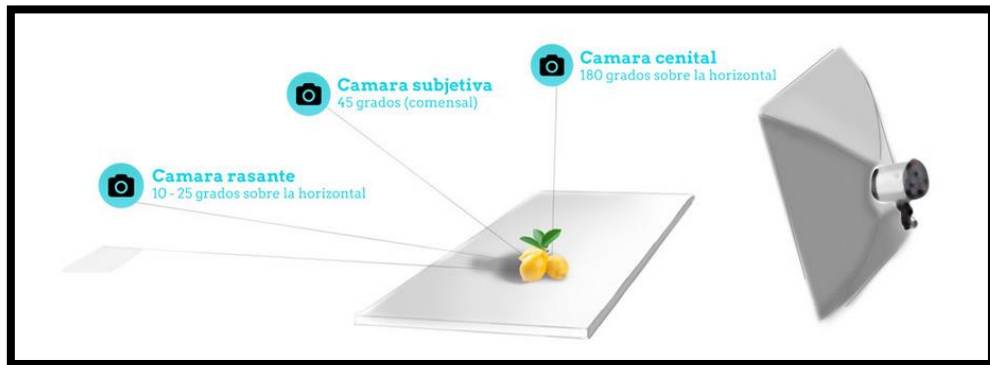 Camara cenital
180 grados sobre la horizontal
Camara subjetiva
45 grados (comensal)
Camara rasante
10 - 25 grados sobre la horizontal